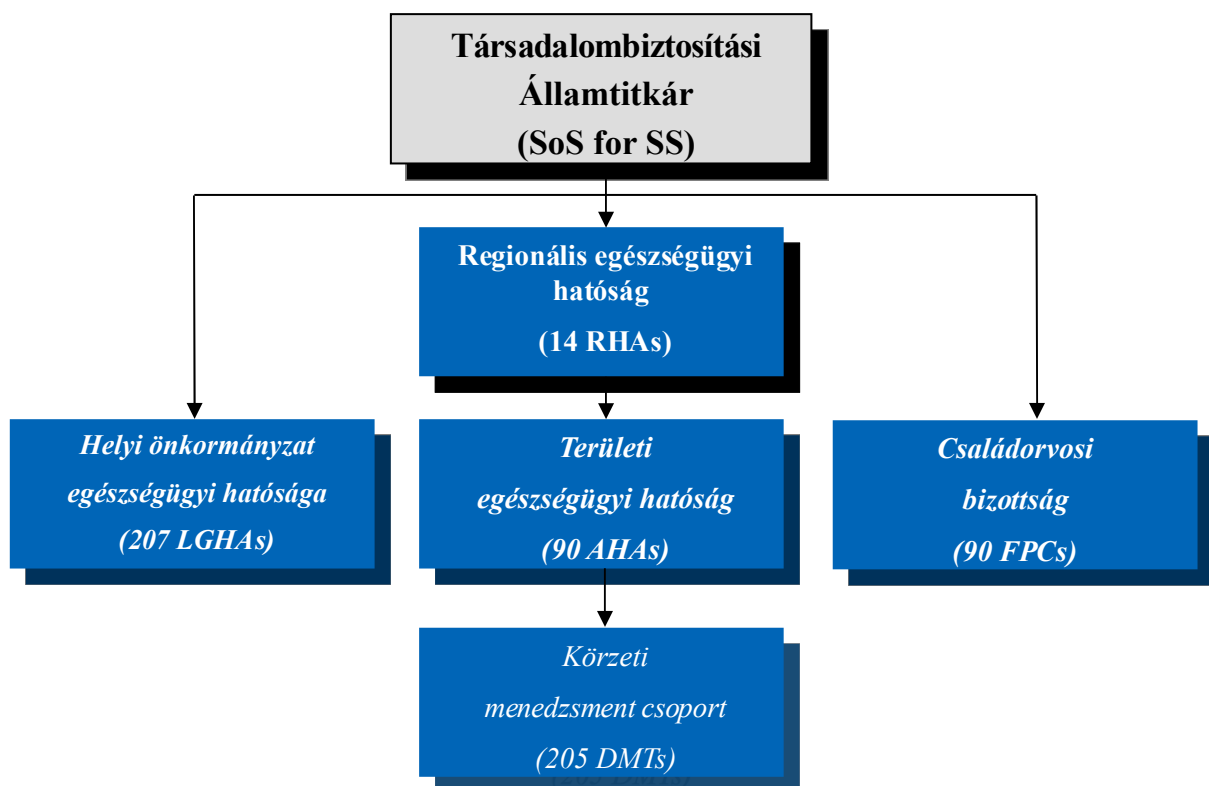 Társadalombiztosítási
Államtitkár
(SoS for SS)
Regionális egészségügyi
hatóság
(14 RHAs)
Helyi önkormányzat
egészségügyi hatósága
(207 LGHAs)
Területi
egészségügyi hatóság
(90 AHAs)
Családorvosi
bizottság
(90 FPCs)
Körzeti
menedzsment csoport
(205 DMTs)